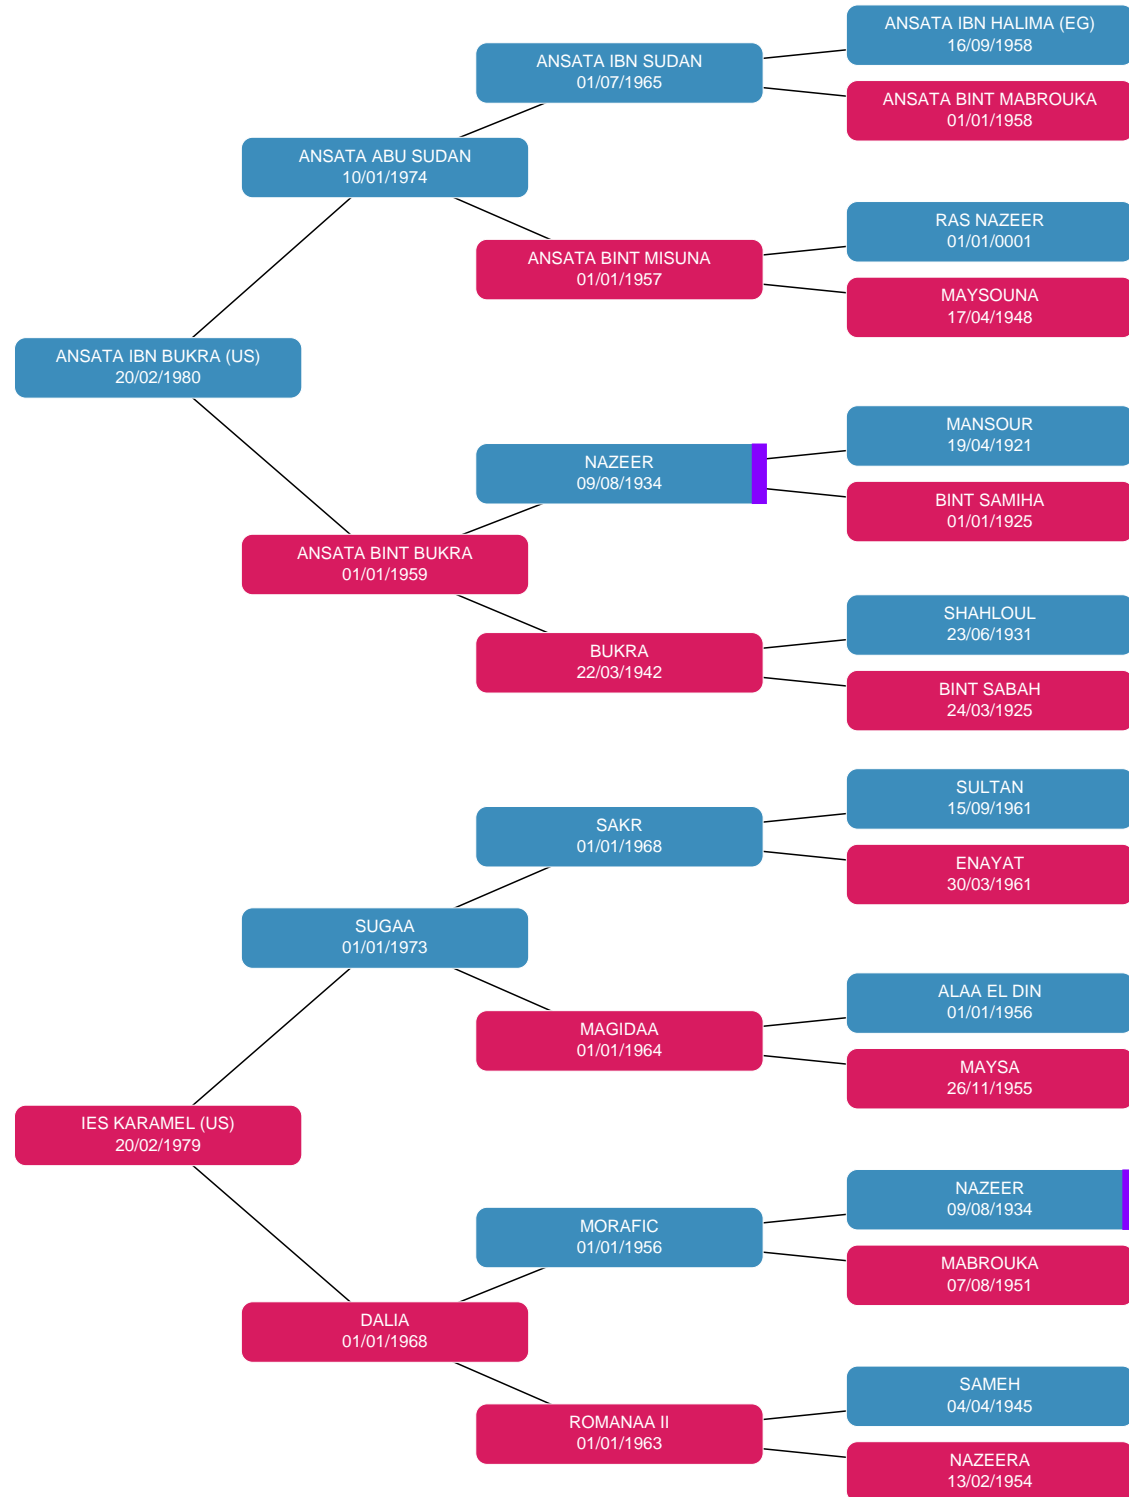 ANSATA IBN HALIMA (EG)
16/09/1958
ANSATA IBN SUDAN
01/07/1965
ANSATA BINT MABROUKA
01/01/1958
ANSATA ABU SUDAN
10/01/1974
RAS NAZEER
01/01/0001
ANSATA BINT MISUNA
01/01/1957
MAYSOUNA
17/04/1948
ANSATA IBN BUKRA (US)
20/02/1980
MANSOUR
19/04/1921
NAZEER
09/08/1934
BINT SAMIHA
01/01/1925
ANSATA BINT BUKRA
01/01/1959
SHAHLOUL
23/06/1931
BUKRA
22/03/1942
BINT SABAH
24/03/1925
SULTAN
15/09/1961
SAKR
01/01/1968
ENAYAT
30/03/1961
SUGAA
01/01/1973
ALAA EL DIN
01/01/1956
MAGIDAA
01/01/1964
MAYSA
26/11/1955
IES KARAMEL (US)
20/02/1979
NAZEER
09/08/1934
MORAFIC
01/01/1956
MABROUKA
07/08/1951
DALIA
01/01/1968
SAMEH
04/04/1945
ROMANAA II
01/01/1963
NAZEERA
13/02/1954